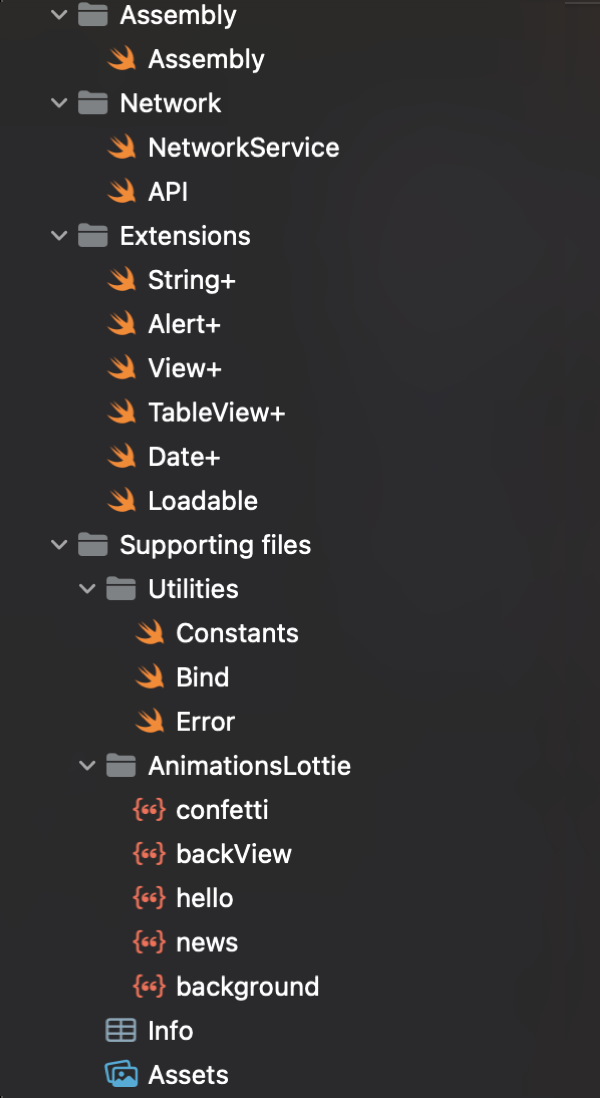 Assembly
Assembly
Network
NetworkService
API
Extensions
String+
Alert+
View+
TableView+
Date+
Loadable
Supporting files
Utilities
Constants
Bind
Error
AnimationsLottie
confetti
backView
hello
news
background
Info
Assets